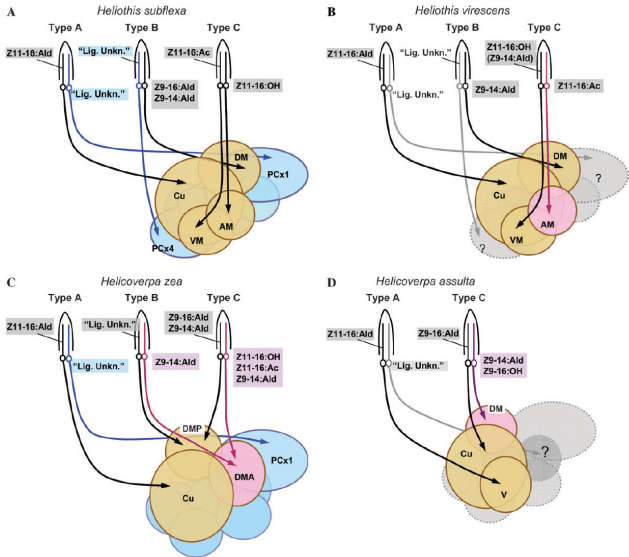 A
Heliothis subflexa
Type A
Type B
Type C
Z11-16:Ald
"Lig. Unkn."
Z11-16:Ac
"Lig. Unkn."
Z9-16:Ald
Z9-14:Ald
Z11-16:OH
DM
PCx1
Cu
AM
VM
PCx4
B
Heliothis virescens
Type A
Type B
Type C
Z11-16:Ald
"Lig. Unkn."
Z11-16:OH
(Z9-14:Ald)
"Lig. Unkn."
Z9-14:Ald
Z11-16:Ac
DM
?
Cu
AM
VM
?
C
Helicoverpa zea
Type A
Type B
Type C
Z11-16:Ald
"Lig. Unkn."
Z9-16:Ald
Z9-14:Ald
"Lig. Unkn."
Z9-14:Ald
Z11-16:OH
Z11-16:Ac
Z9-14:Ald
DMP
PCx1
DMA
Cu
D
Helicoverpa assulta
Type A
Type C
Z11-16:Ald
Z9-16:Ald
"Lig. Unkn."
Z9-14:Ald
Z9-16:OH
DM
Cu
?
V